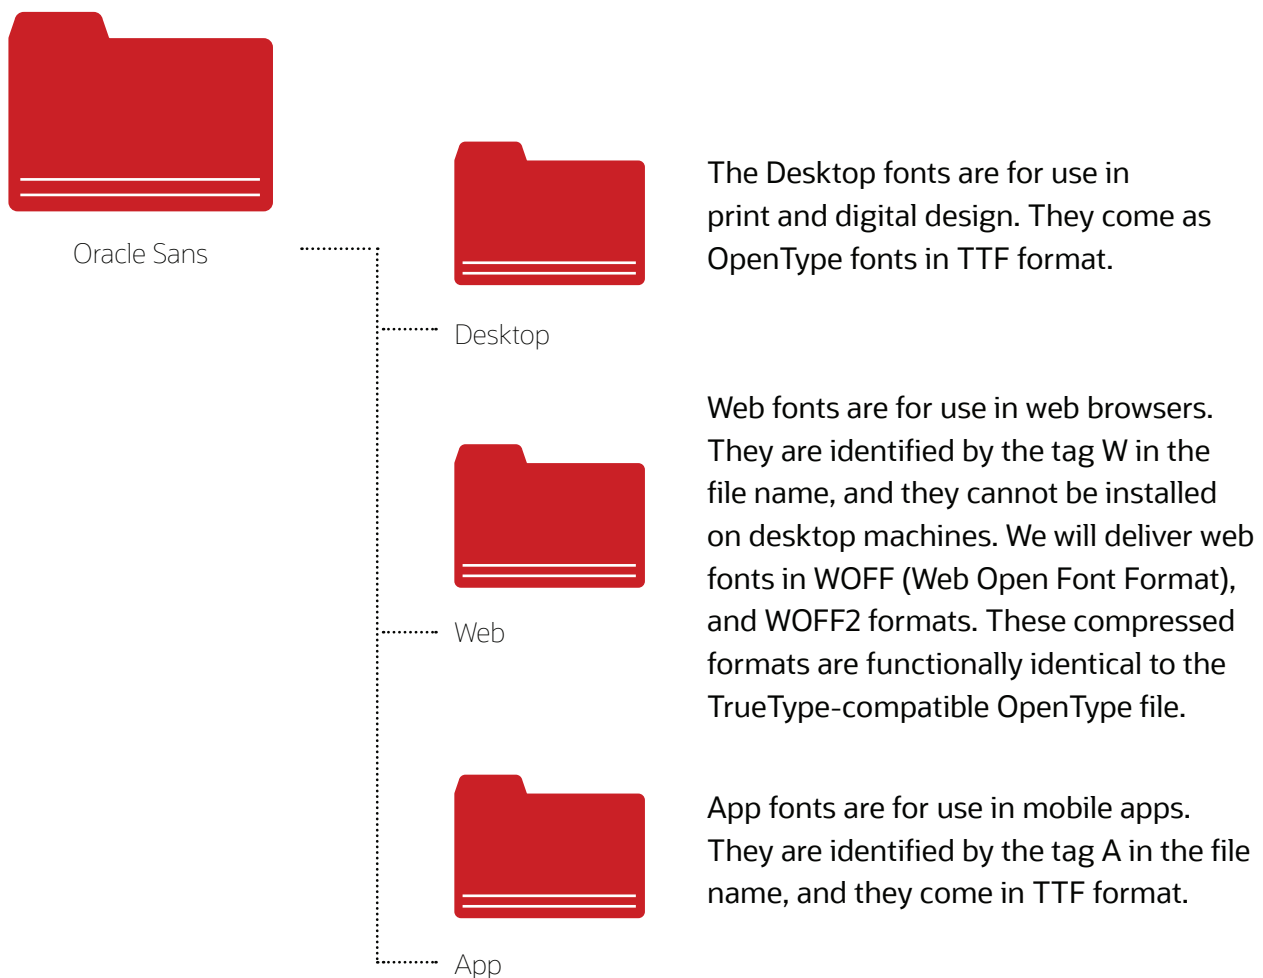 Oracle Sans
The Desktop fonts are for use in
print and digital design. They come as
OpenType fonts in TTF format.
Desktop
Web fonts are for use in web browsers.
They are identified by the tag W in the
file name, and they cannot be installed
on desktop machines. We will deliver web
fonts in WOFF (Web Open Font Format),
and WOFF2 formats. These compressed
formats are functionally identical to the
TrueType-compatible OpenType file.
Web
App fonts are for use in mobile apps.
They are identified by the tag A in the file
name, and they come in TTF format.
App